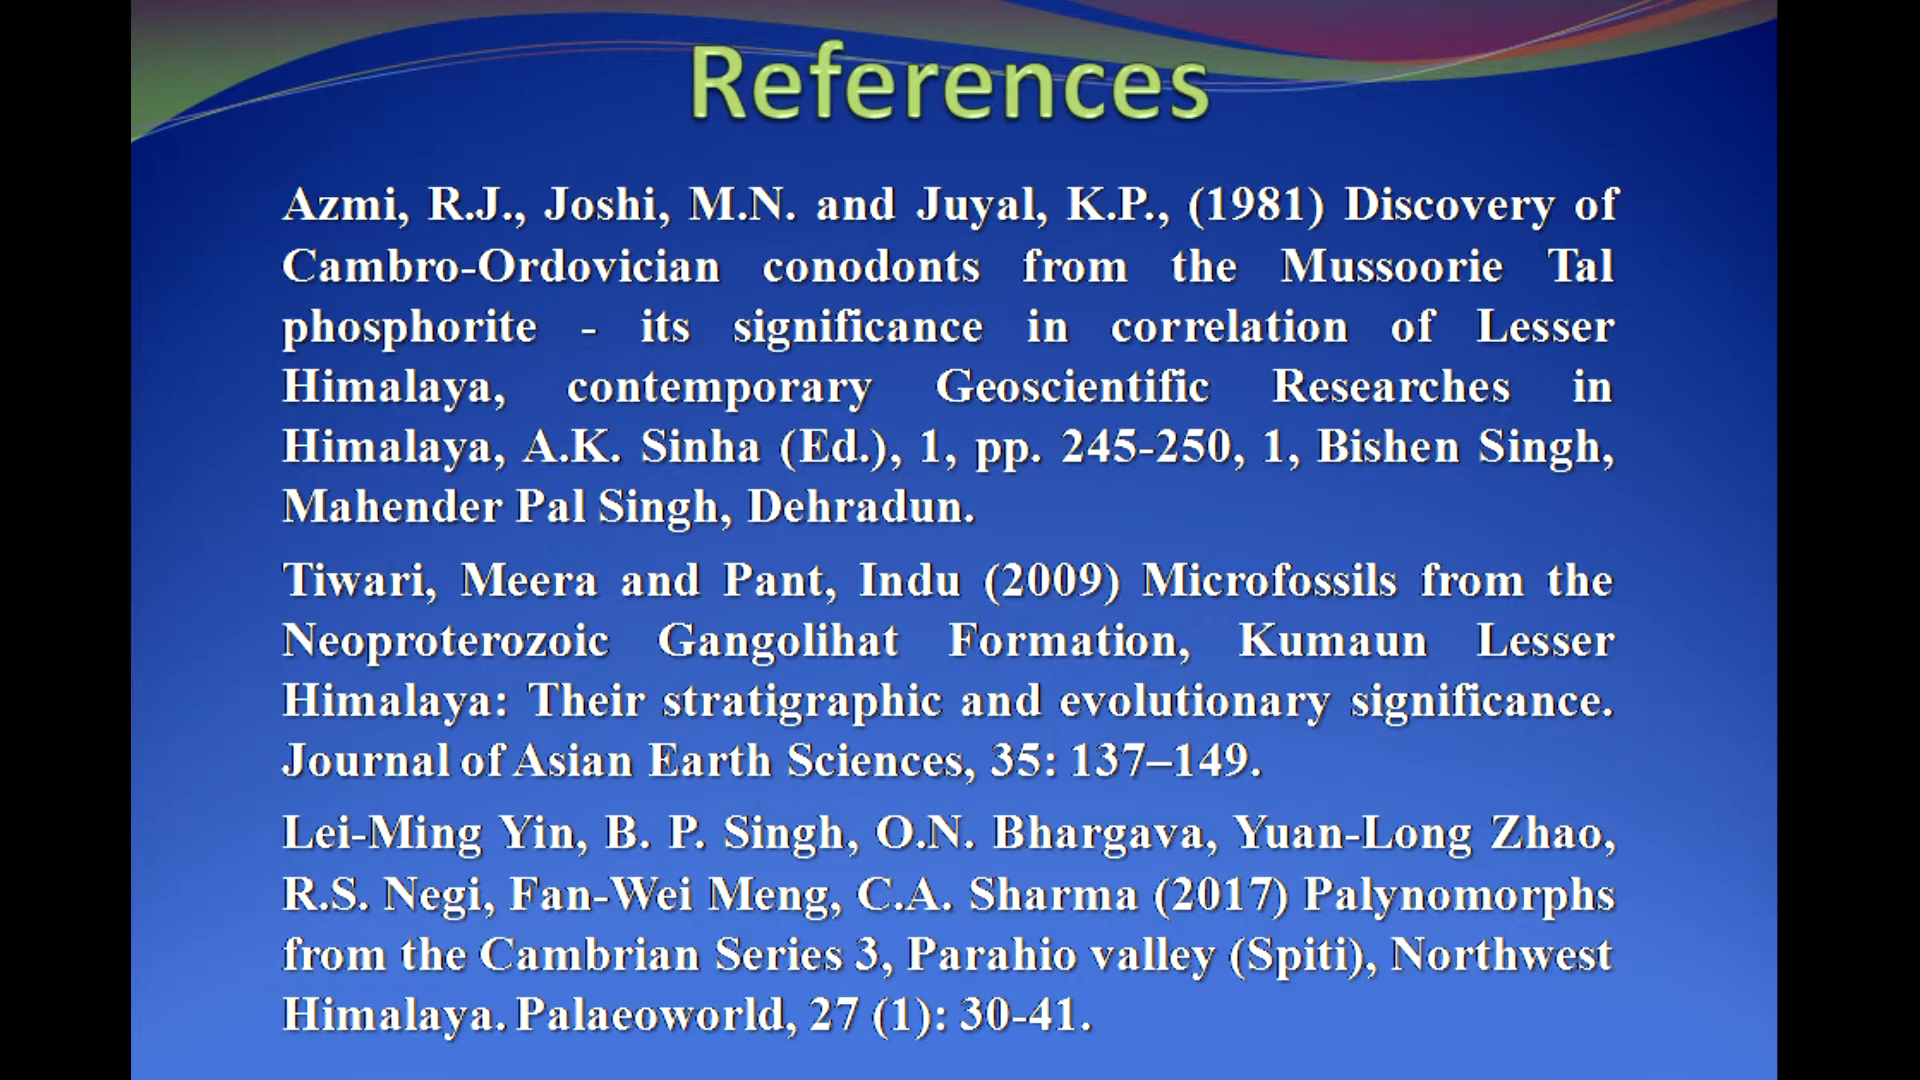 References
Azmi, R.J., Joshi, M.N. and Juyal, K.P., (1981) Discovery of
Cambro-Ordovician conodonts from the Mussoorie Tal
phosphorite - its significance in correlation of Lesser
Himalaya, contemporary Geoscientific Researches in
Himalaya, A.K. Sinha (Ed.), 1, pp. 245-250, 1, Bishen Singh,
Mahender Pal Singh, Dehradun.
Tiwari, Meera and Pant, Indu (2009) Microfossils from the
Neoproterozoic Gangolihat Formation, Kumaun Lesser
Himalaya: Their stratigraphic and evolutionary significance.
Journal of Asian Earth Sciences, 35: 137–149.
Lei-Ming Yin, B. P. Singh, O.N. Bhargava, Yuan-Long Zhao,
R.S. Negi, Fan-Wei Meng, C.A. Sharma (2017) Palynomorphs
from the Cambrian Series 3, Parahio valley (Spiti), Northwest
Himalaya. Palaeoworld, 27 (1): 30-41.